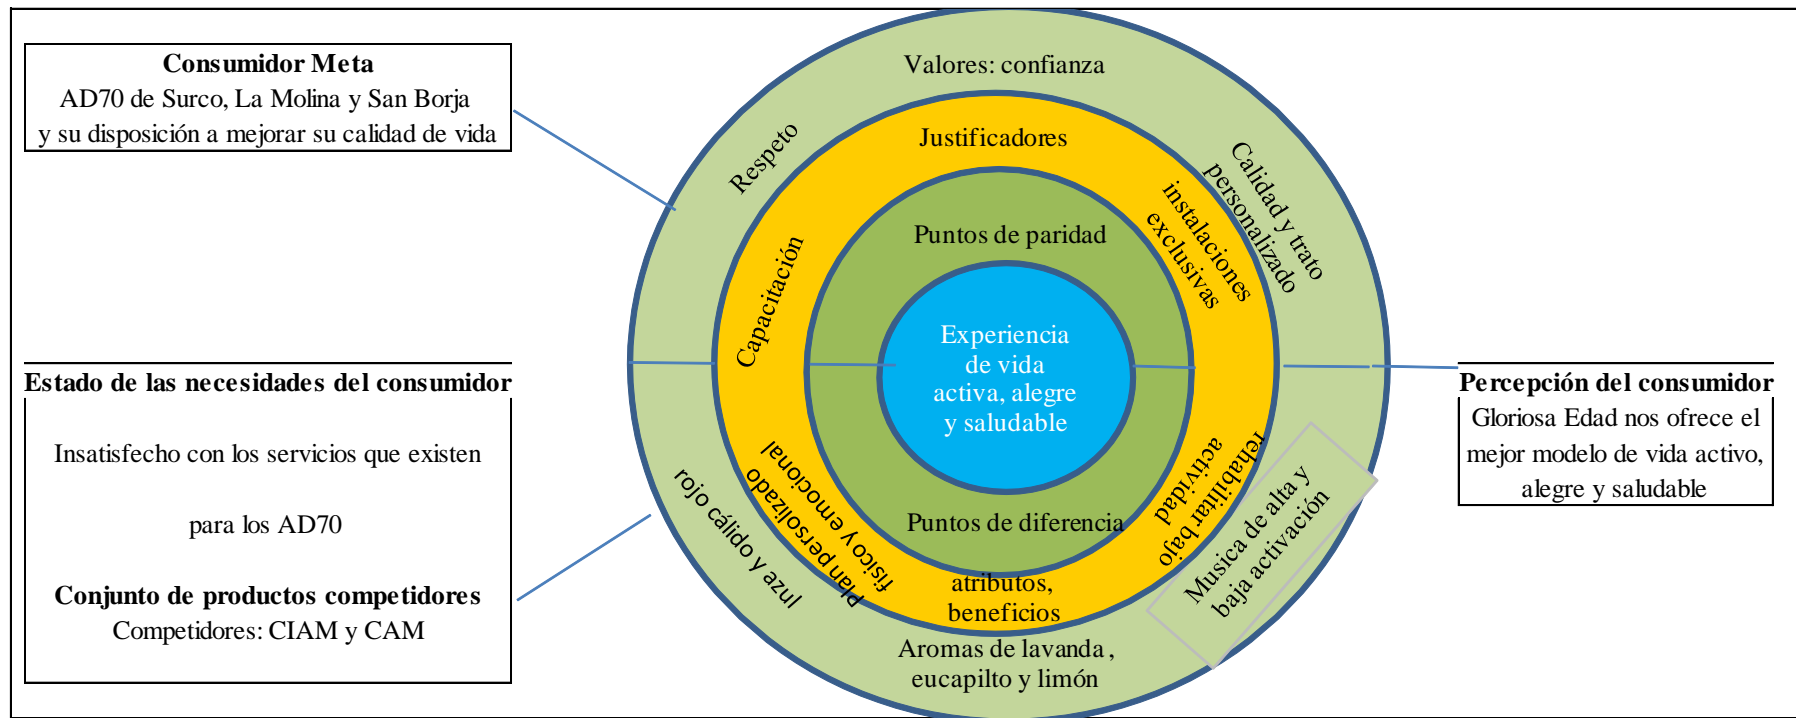 Consumidor Meta
AD70 de Surco, La Molina y San Borja
y su disposición a mejorar su calidad de vida
Estado de las necesidades del consumidor
Insatisfecho con los servicios que existen
para los AD70
Conjunto de productos competidores
Competidores: CIAM y CAM
Valores: confianza
Respeto
Calidad y trato
personalizado
Justificadores
Capacitación
instalaciones
exclusivas
Puntos de paridad
Experiencia
de vida
activa, alegre
y saludable
Puntos de diferencia
Plan persolizado
físico y emocional
rehabilitar bajo
actividad
atributos,
beneficios
rojo cálido y azul
Musica de alta y
baja activación
Aromas de lavanda ,
eucapilto y limón
Percepción del consumidor
Gloriosa Edad nos ofrece el
mejor modelo de vida activo,
alegre y saludable